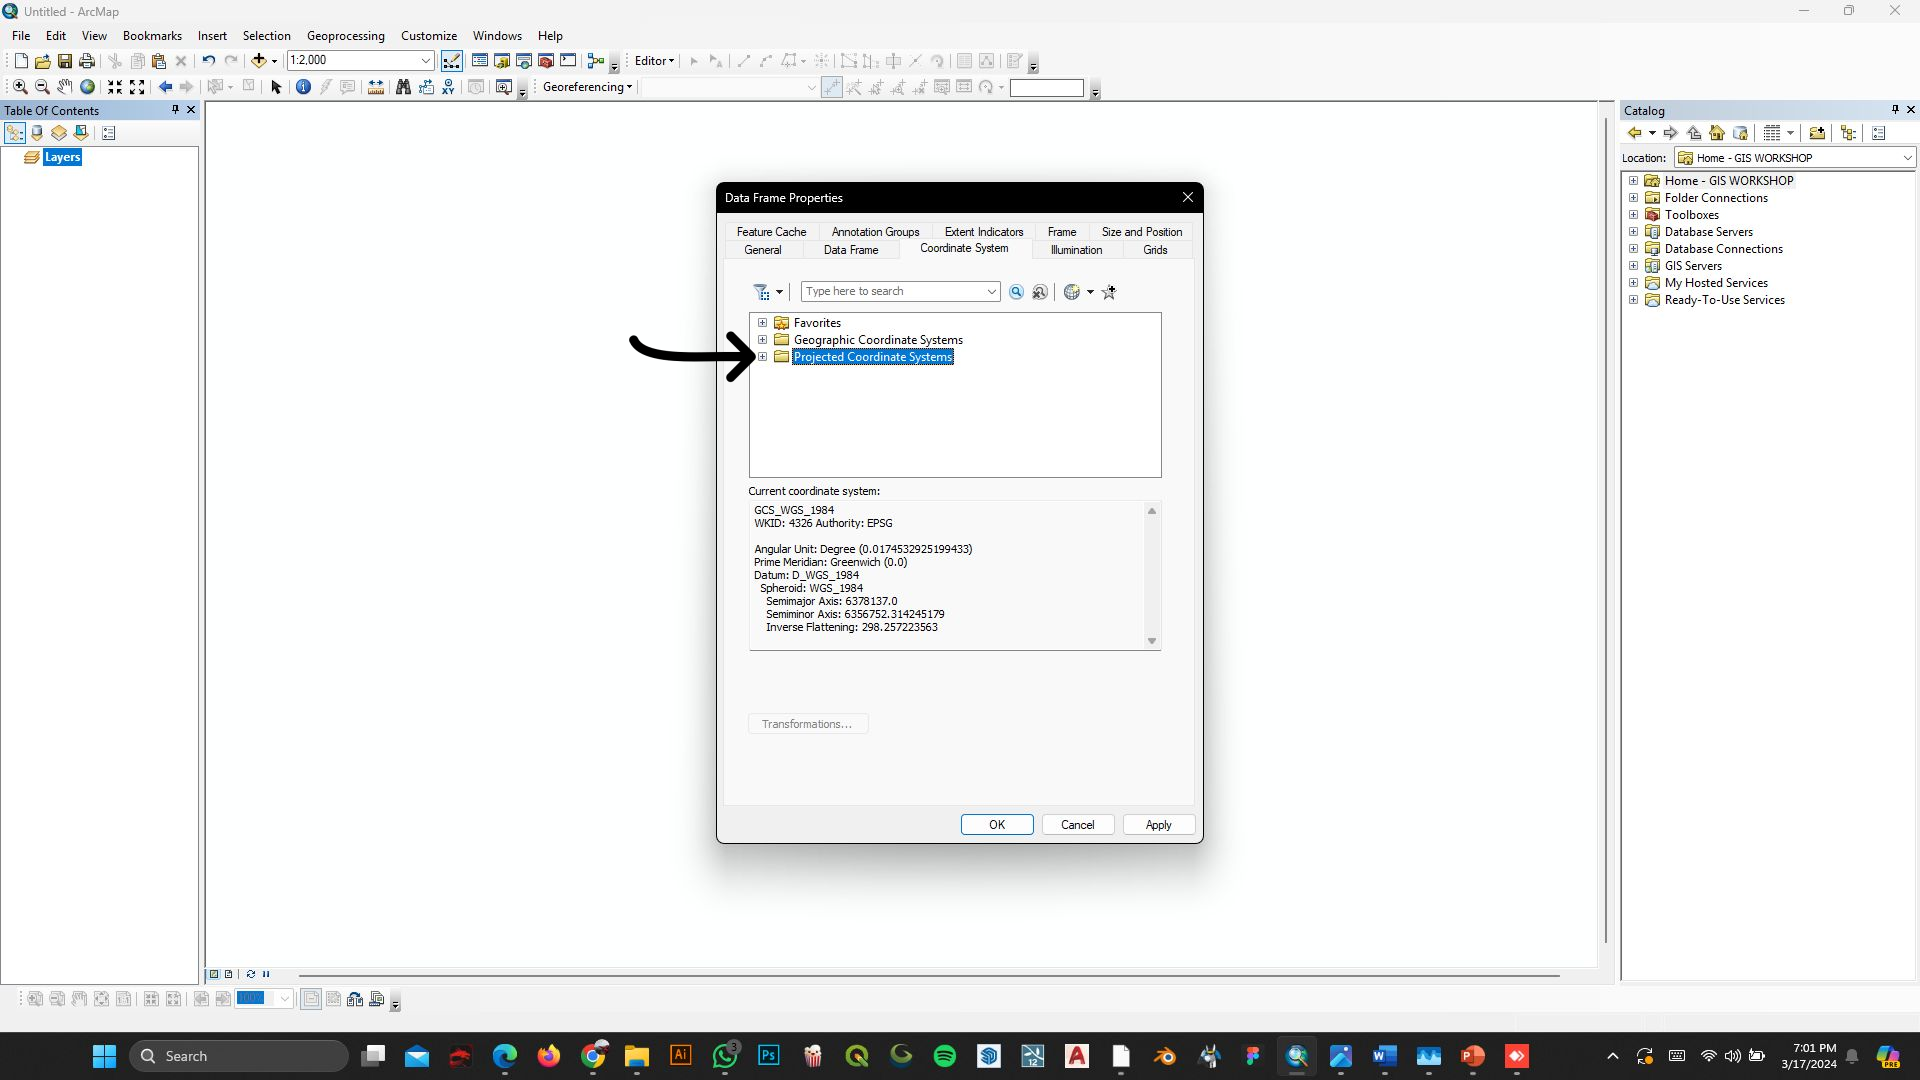 Untitled - ArcMap
File Edit View Bookmarks Insert Selection Geoprocessing Customize Windows Help
1:2,000 Editor
Georeferencing
Table Of Contents
Layers
Catalog
Location: Home - GIS WORKSHOP
Home - GIS WORKSHOP
Folder Connections
Toolboxes
Database Servers
Database Connections
GIS Servers
My Hosted Services
Ready-To-Use Services
Data Frame Properties
Feature Cache Annotation Groups Extent Indicators Frame Size and Position
General Data Frame Coordinate System Illumination Grids
Type here to search
Favorites
Geographic Coordinate Systems
Projected Coordinate Systems
Current coordinate system:
GCS_WGS_1984
WKID: 4326 Authority: EPSG
Angular Unit: Degree (0.0174532925199433)
Prime Meridian: Greenwich (0.0)
Datum: D_WGS_1984
Spheroid: WGS_1984
Semimajor Axis: 6378137.0
Semiminor Axis: 6356752.314245179
Inverse Flattening: 298.257223563
Transformations...
OK Cancel Apply
100%
Search
Ai
3
Ps
12
A
W
P
7:01 PM
3/17/2024
PRE